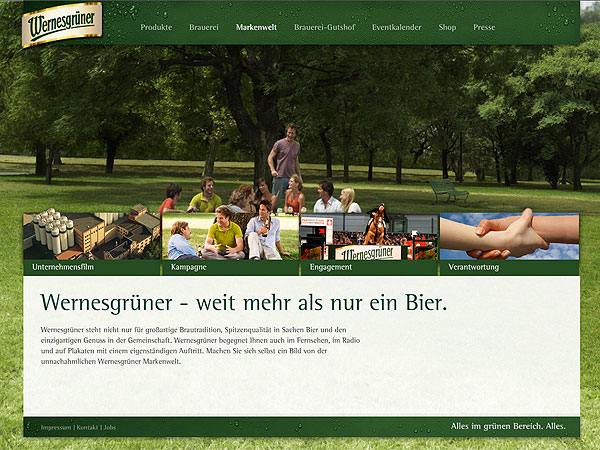 Wernesgrüner
Produkte Brauerei Markenwelt Brauerei-Gutshof Eventkalender Shop Presse
Wernesgrüner
Unternehmensfilm Kampagne Engagement Verantwortung
Wernesgrüner - weit mehr als nur ein Bier.
Wernesgrüner steht nicht nur für großartige Brautradition, Spitzenqualität in Sachen Bier und den
einzigartigen Genuss in der Gemeinschaft. Wernesgrüner begegnet Ihnen auch im Fernsehen, im Radio
und auf Plakaten mit einem eigenständigen Auftritt. Machen Sie sich selbst ein Bild von der
unnachahmlichen Wernesgrüner Markenwelt.
Impressum | Kontakt | Jobs
Alles im grünen Bereich. Alles.